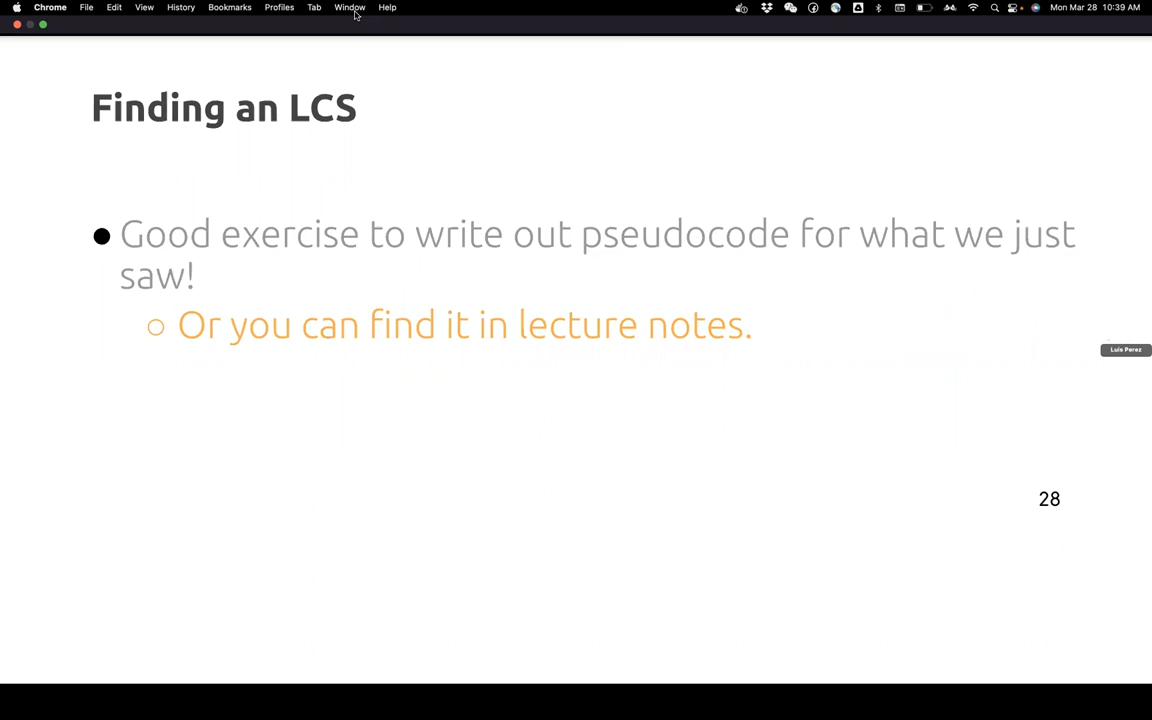 Chrome File Edit View History Bookmarks Profiles Tab Window Help Mon Mar 28 10:39 AM
Finding an LCS
● Good exercise to write out pseudocode for what we just
saw!
○ Or you can find it in lecture notes.
Luis Perez
28